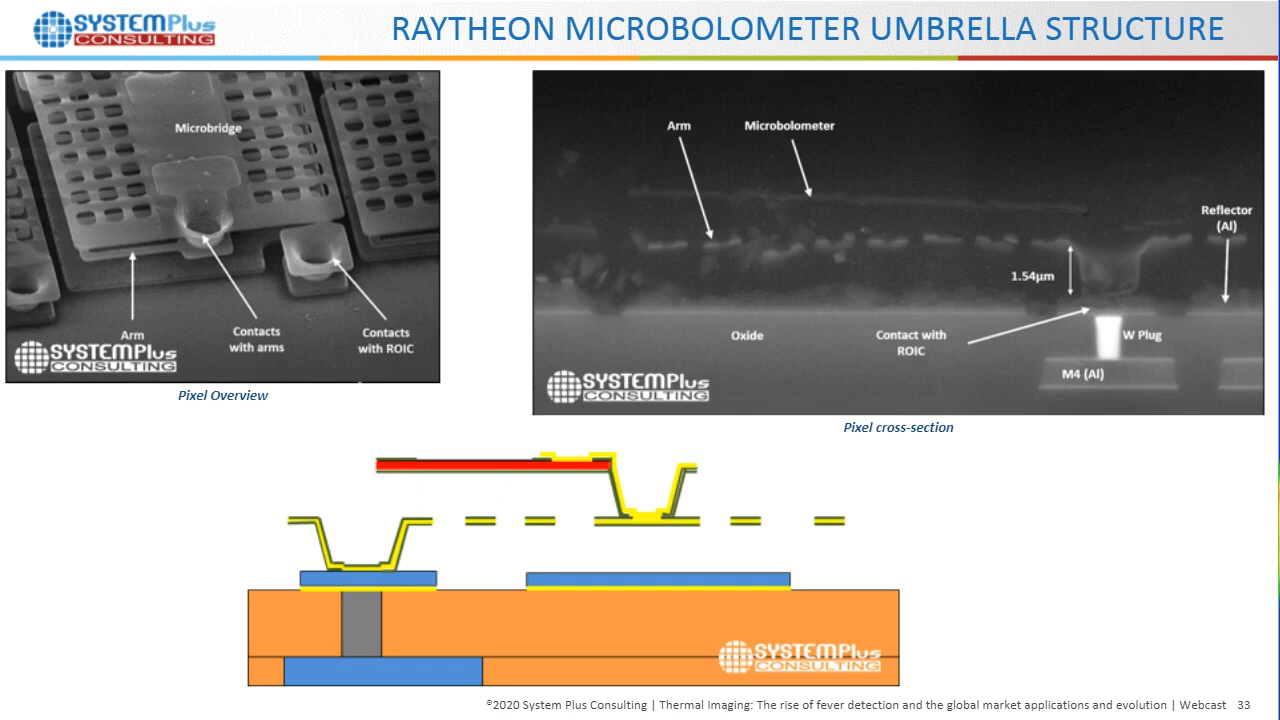 SYSTEMPlus
CONSULTING
RAYTHEON MICROBOLOMETER UMBRELLA STRUCTURE
Microbridge
Arm
Contacts
with arms
Contacts
with ROIC
SYSTEMPlus
CONSULTING
Pixel Overview
Arm
Microbolometer
Reflector
(Al)
1.54µm
Oxide
Contact with
ROIC
W Plug
M4 (Al)
SYSTEMPlus
CONSULTING
Pixel cross-section
SYSTEMPlus
CONSULTING
©2020 System Plus Consulting | Thermal Imaging: The rise of fever detection and the global market applications and evolution | Webcast 33